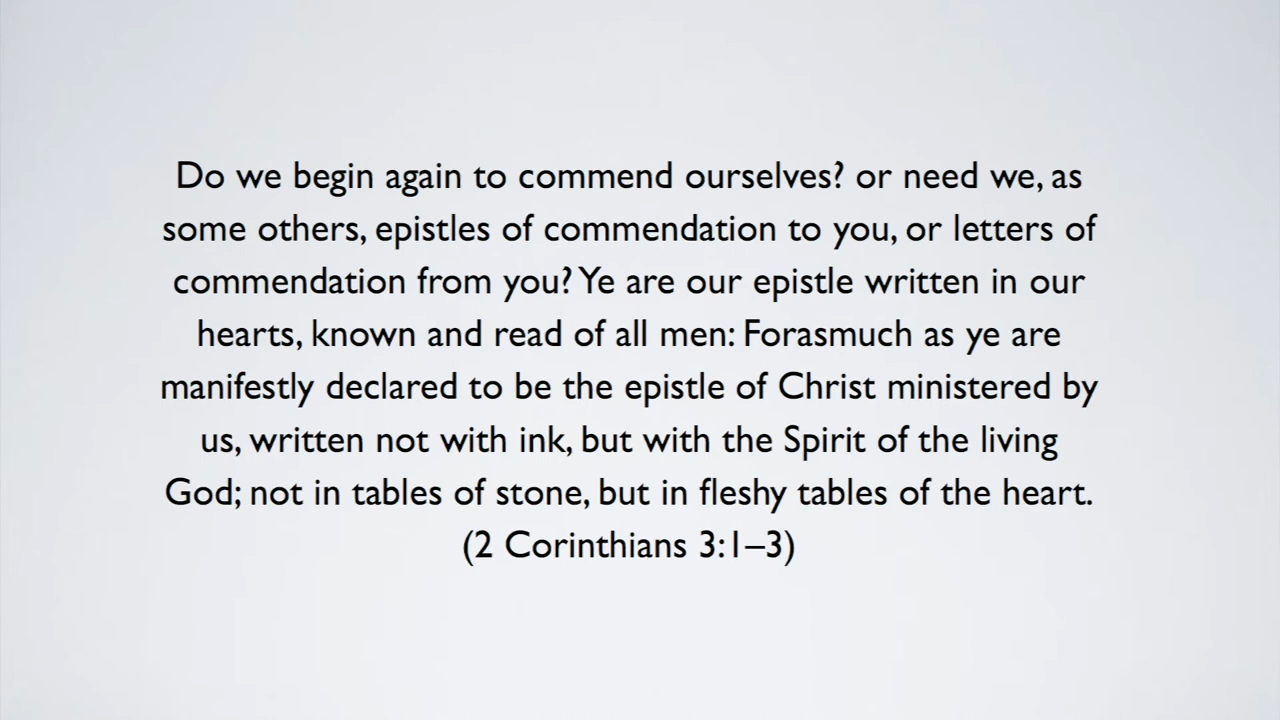 Do we begin again to commend ourselves? or need we, as
some others, epistles of commendation to you, or letters of
commendation from you? Ye are our epistle written in our
hearts, known and read of all men: Forasmuch as ye are
manifestly declared to be the epistle of Christ ministered by
us, written not with ink, but with the Spirit of the living
God; not in tables of stone, but in fleshy tables of the heart.
(2 Corinthians 3:1–3)